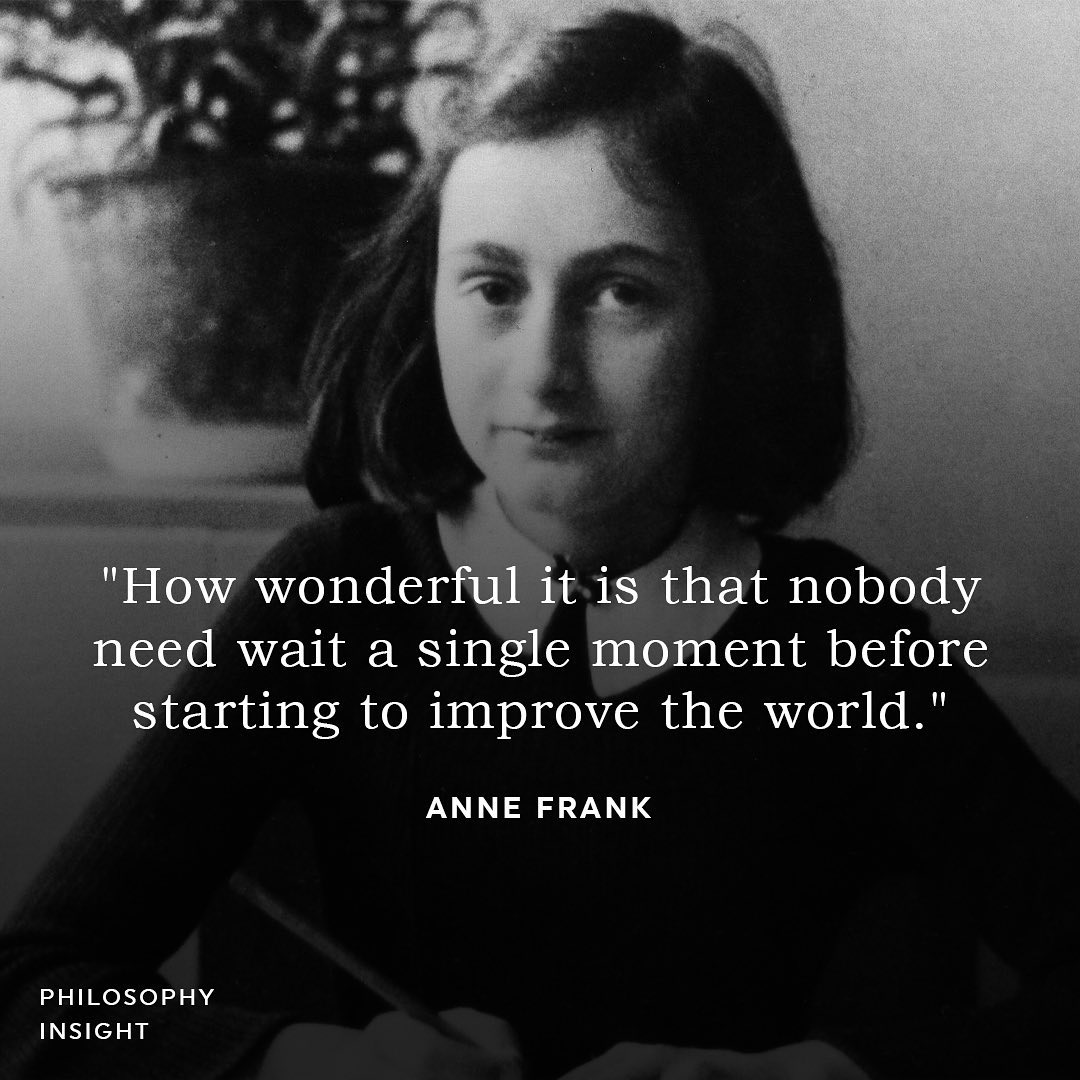 "How wonderful it is that nobody
need wait a single moment before
starting to improve the world."
ANNE FRANK
PHILOSOPHY
INSIGHT